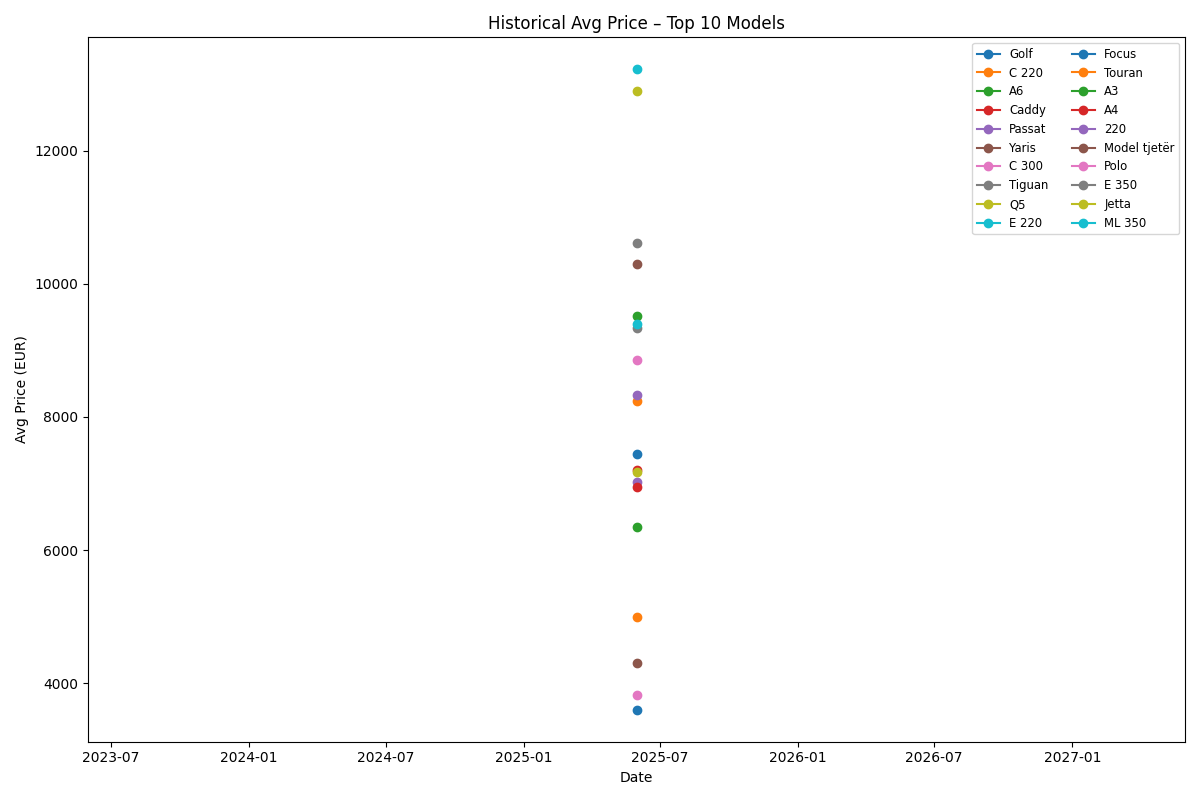 Historical Avg Price – Top 10 Models
Golf
C 220
A6
Caddy
Passat
Yaris
C 300
Tiguan
Q5
E 220
Focus
Touran
A3
A4
220
Model tjetër
Polo
E 350
Jetta
ML 350
Avg Price (EUR)
12000
10000
8000
6000
4000
2023-07
2024-01
2024-07
2025-01
2025-07
2026-01
2026-07
2027-01
Date